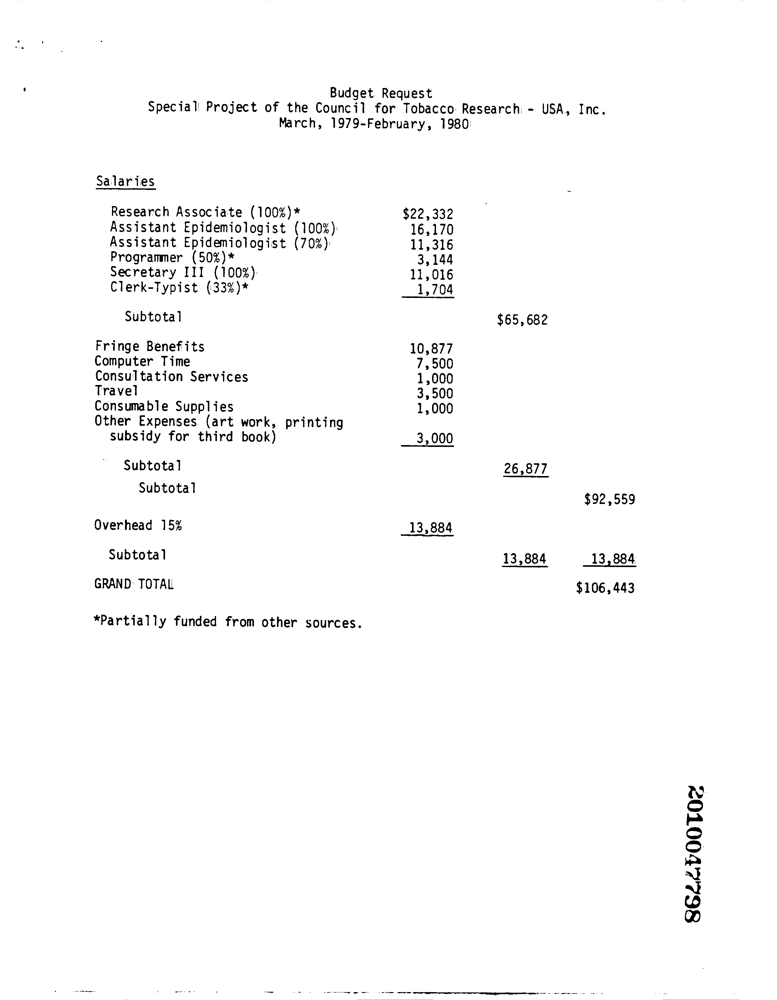 Budget Request
Special Project of the Council for Tobacco Research - USA, Inc.
March, 1979-February, 1980
Salaries
Research Associate (100%)* $22,332
Assistant Epidemiologist (100%) 16,170
Assistant Epidemiologist (70%) 11,316
Programmer (50%)* 3,144
Secretary III (100%) 11,016
Clerk-Typist (33%)* 1,704
Subtotal $65,682
Fringe Benefits 10,877
Computer Time 7,500
Consultation Services 1,000
Travel 3,500
Consumable Supplies 1,000
Other Expenses (art work, printing
subsidy for third book) 3,000
Subtotal 26,877
Subtotal $92,559
Overhead 15% 13,884
Subtotal 13,884 13,884
GRAND TOTAL $106,443
*Partially funded from other sources.
2010047798